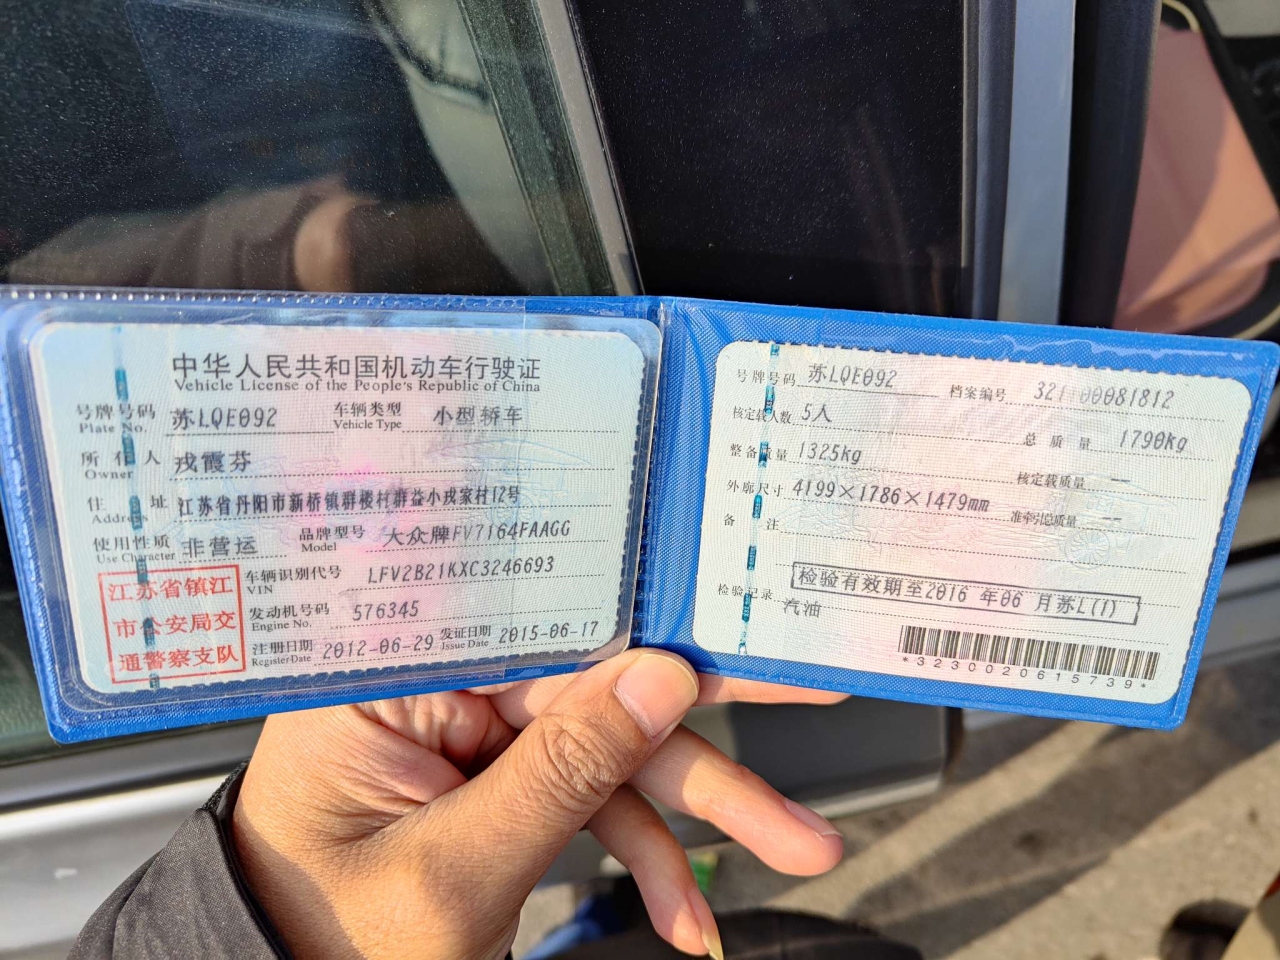 中华人民共和国机动车行驶证
Vehicle License of the People's Republic of China
号牌号码 苏LQE092 车辆类型 小型轿车
Plate No. Vehicle Type
所有人 戎霞芬
Owner
住址 江苏省丹阳市新桥镇群楼村群益小戎家村12号
Address
使用性质 非营运 品牌型号 大众牌FV7164FAAGG
Use Character Model
江苏省镇江
市公安局交
通警察支队
车辆识别代号 LFV2B21KXC3246693
VIN
发动机号码 576345
Engine No.
注册日期 2012-06-29 发证日期 2015-06-17
Register Date Issue Date
号牌号码 苏LQE092 档案编号 321100081812
核定载人数 5人 总质量 1790kg
整备质量 1325kg 核定载质量 --
外廓尺寸 4199×1786×1479mm 准牵引总质量 --
备注
检验有效期至2016 年06 月苏L(1)
检验记录
汽油
*3230020615739*